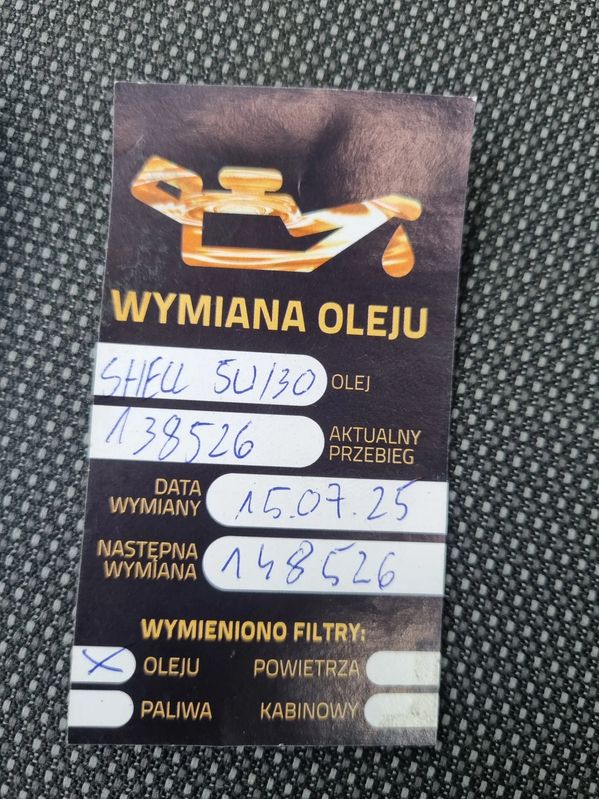 WYMIANA OLEJU
SHELL 5W/30 OLEJ
138526 AKTUALNY PRZEBIEG
DATA WYMIANY 15.07.25
NASTĘPNA WYMIANA 148526
WYMIENIONO FILTRY:
X OLEJU POWIETRZA
PALIWA KABINOWY